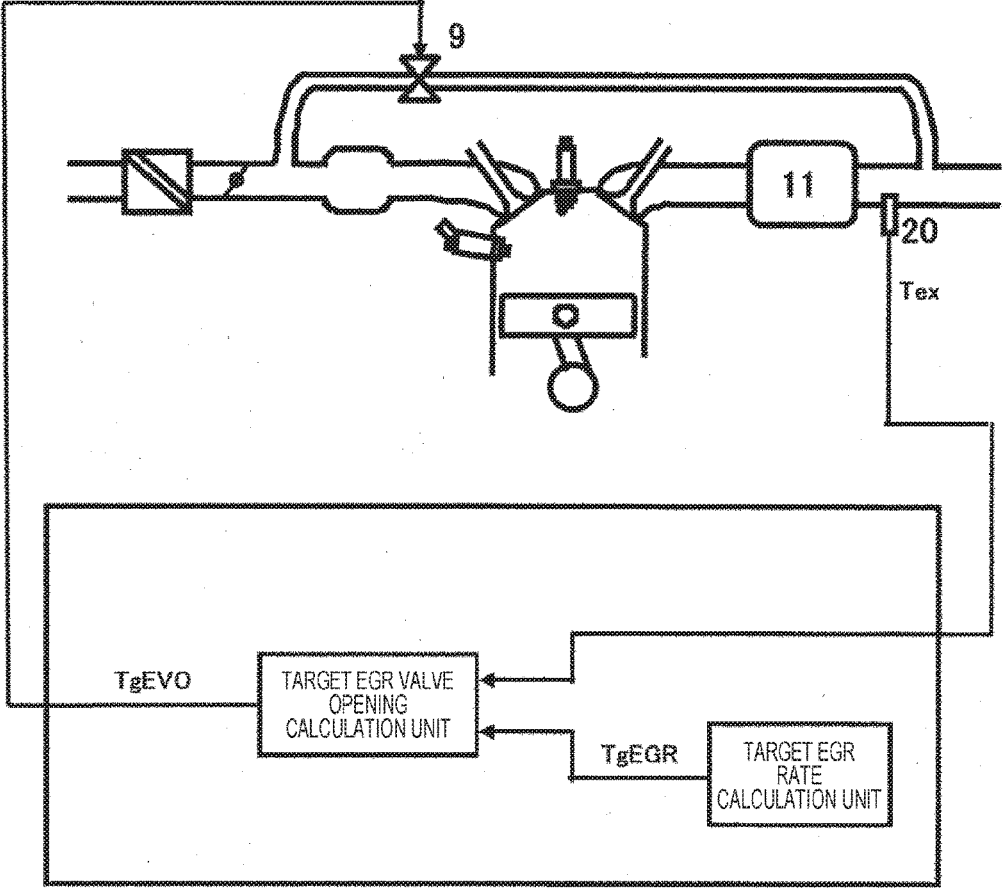 9
11
20
Tex
TgEVO
TARGET EGR VALVE
OPENING
CALCULATION UNIT
TgEGR
TARGET EGR
RATE
CALCULATION UNIT